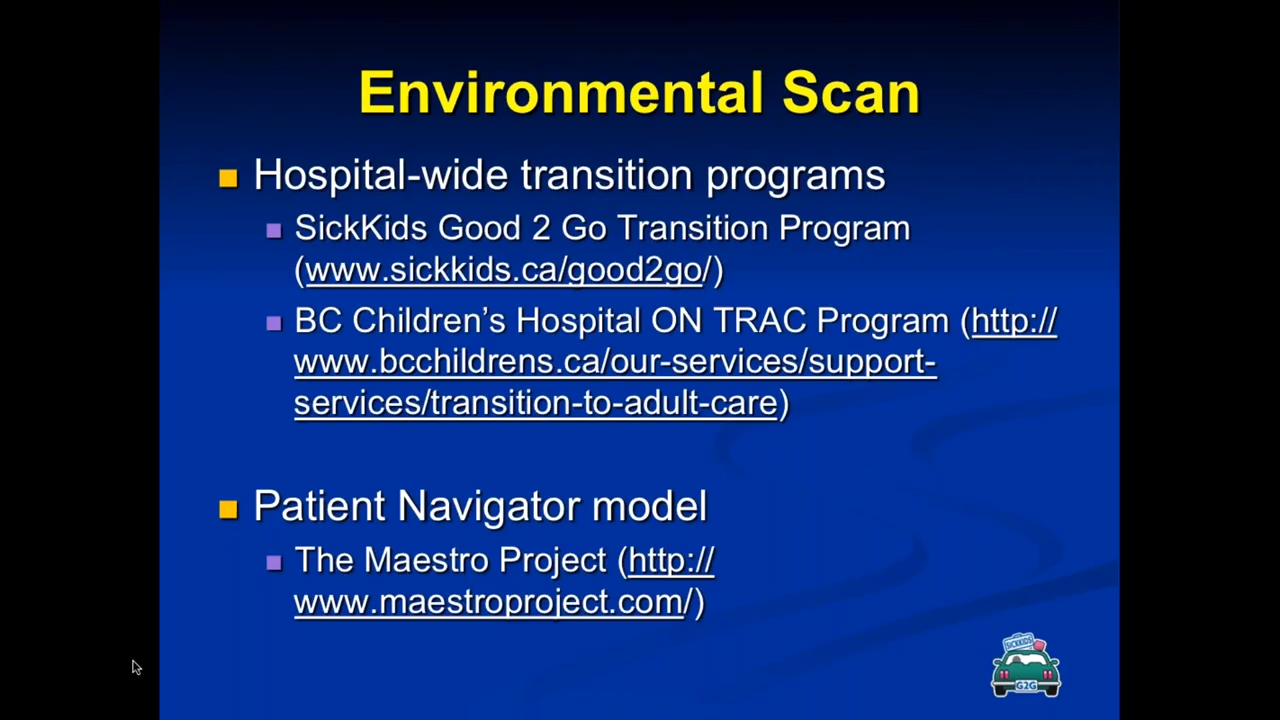 Environmental Scan
Hospital-wide transition programs
SickKids Good 2 Go Transition Program
(www.sickkids.ca/good2go/)
BC Children's Hospital ON TRAC Program (http://
www.bcchildrens.ca/our-services/support-
services/transition-to-adult-care)
Patient Navigator model
The Maestro Project (http://
www.maestroproject.com/)
SICKKIDS
G2G